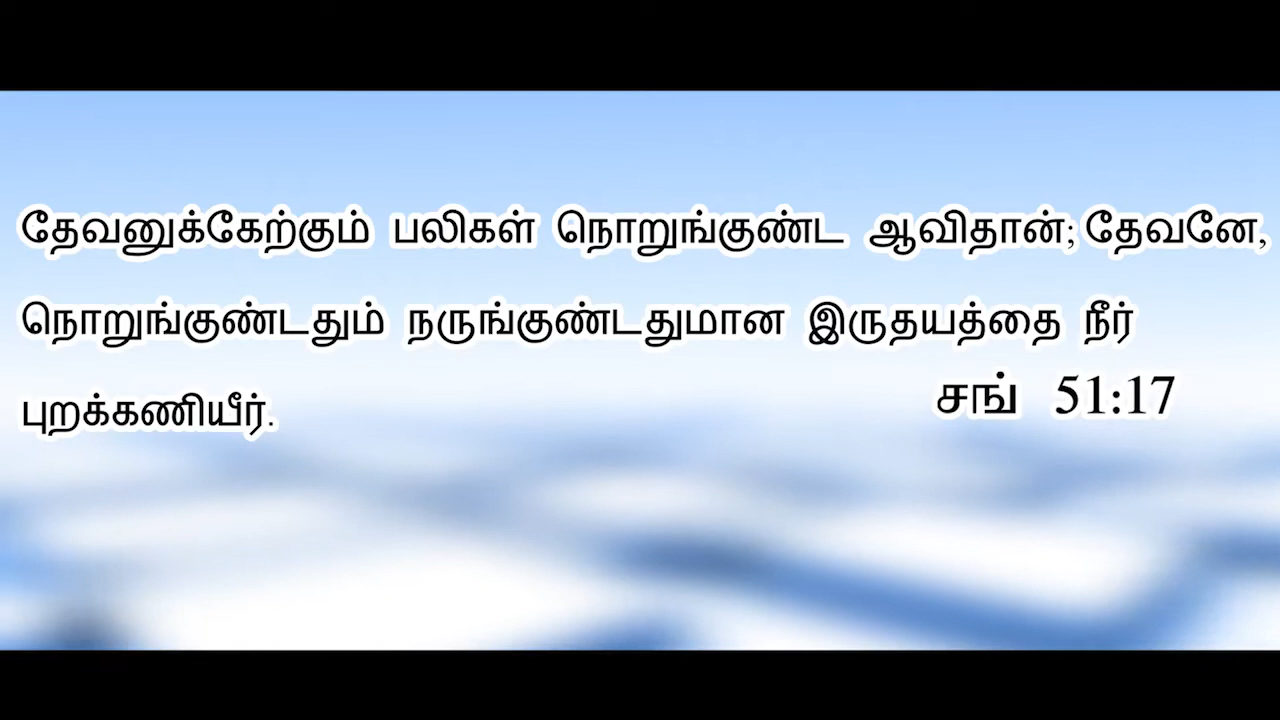 தேவனுக்கேற்கும் பலிகள் நொறுங்குண்ட ஆவிதான்; தேவனே,
நொறுங்குண்டதும் நருங்குண்டதுமான இருதயத்தை நீர்
புறக்கணியீர்.
சங் 51:17